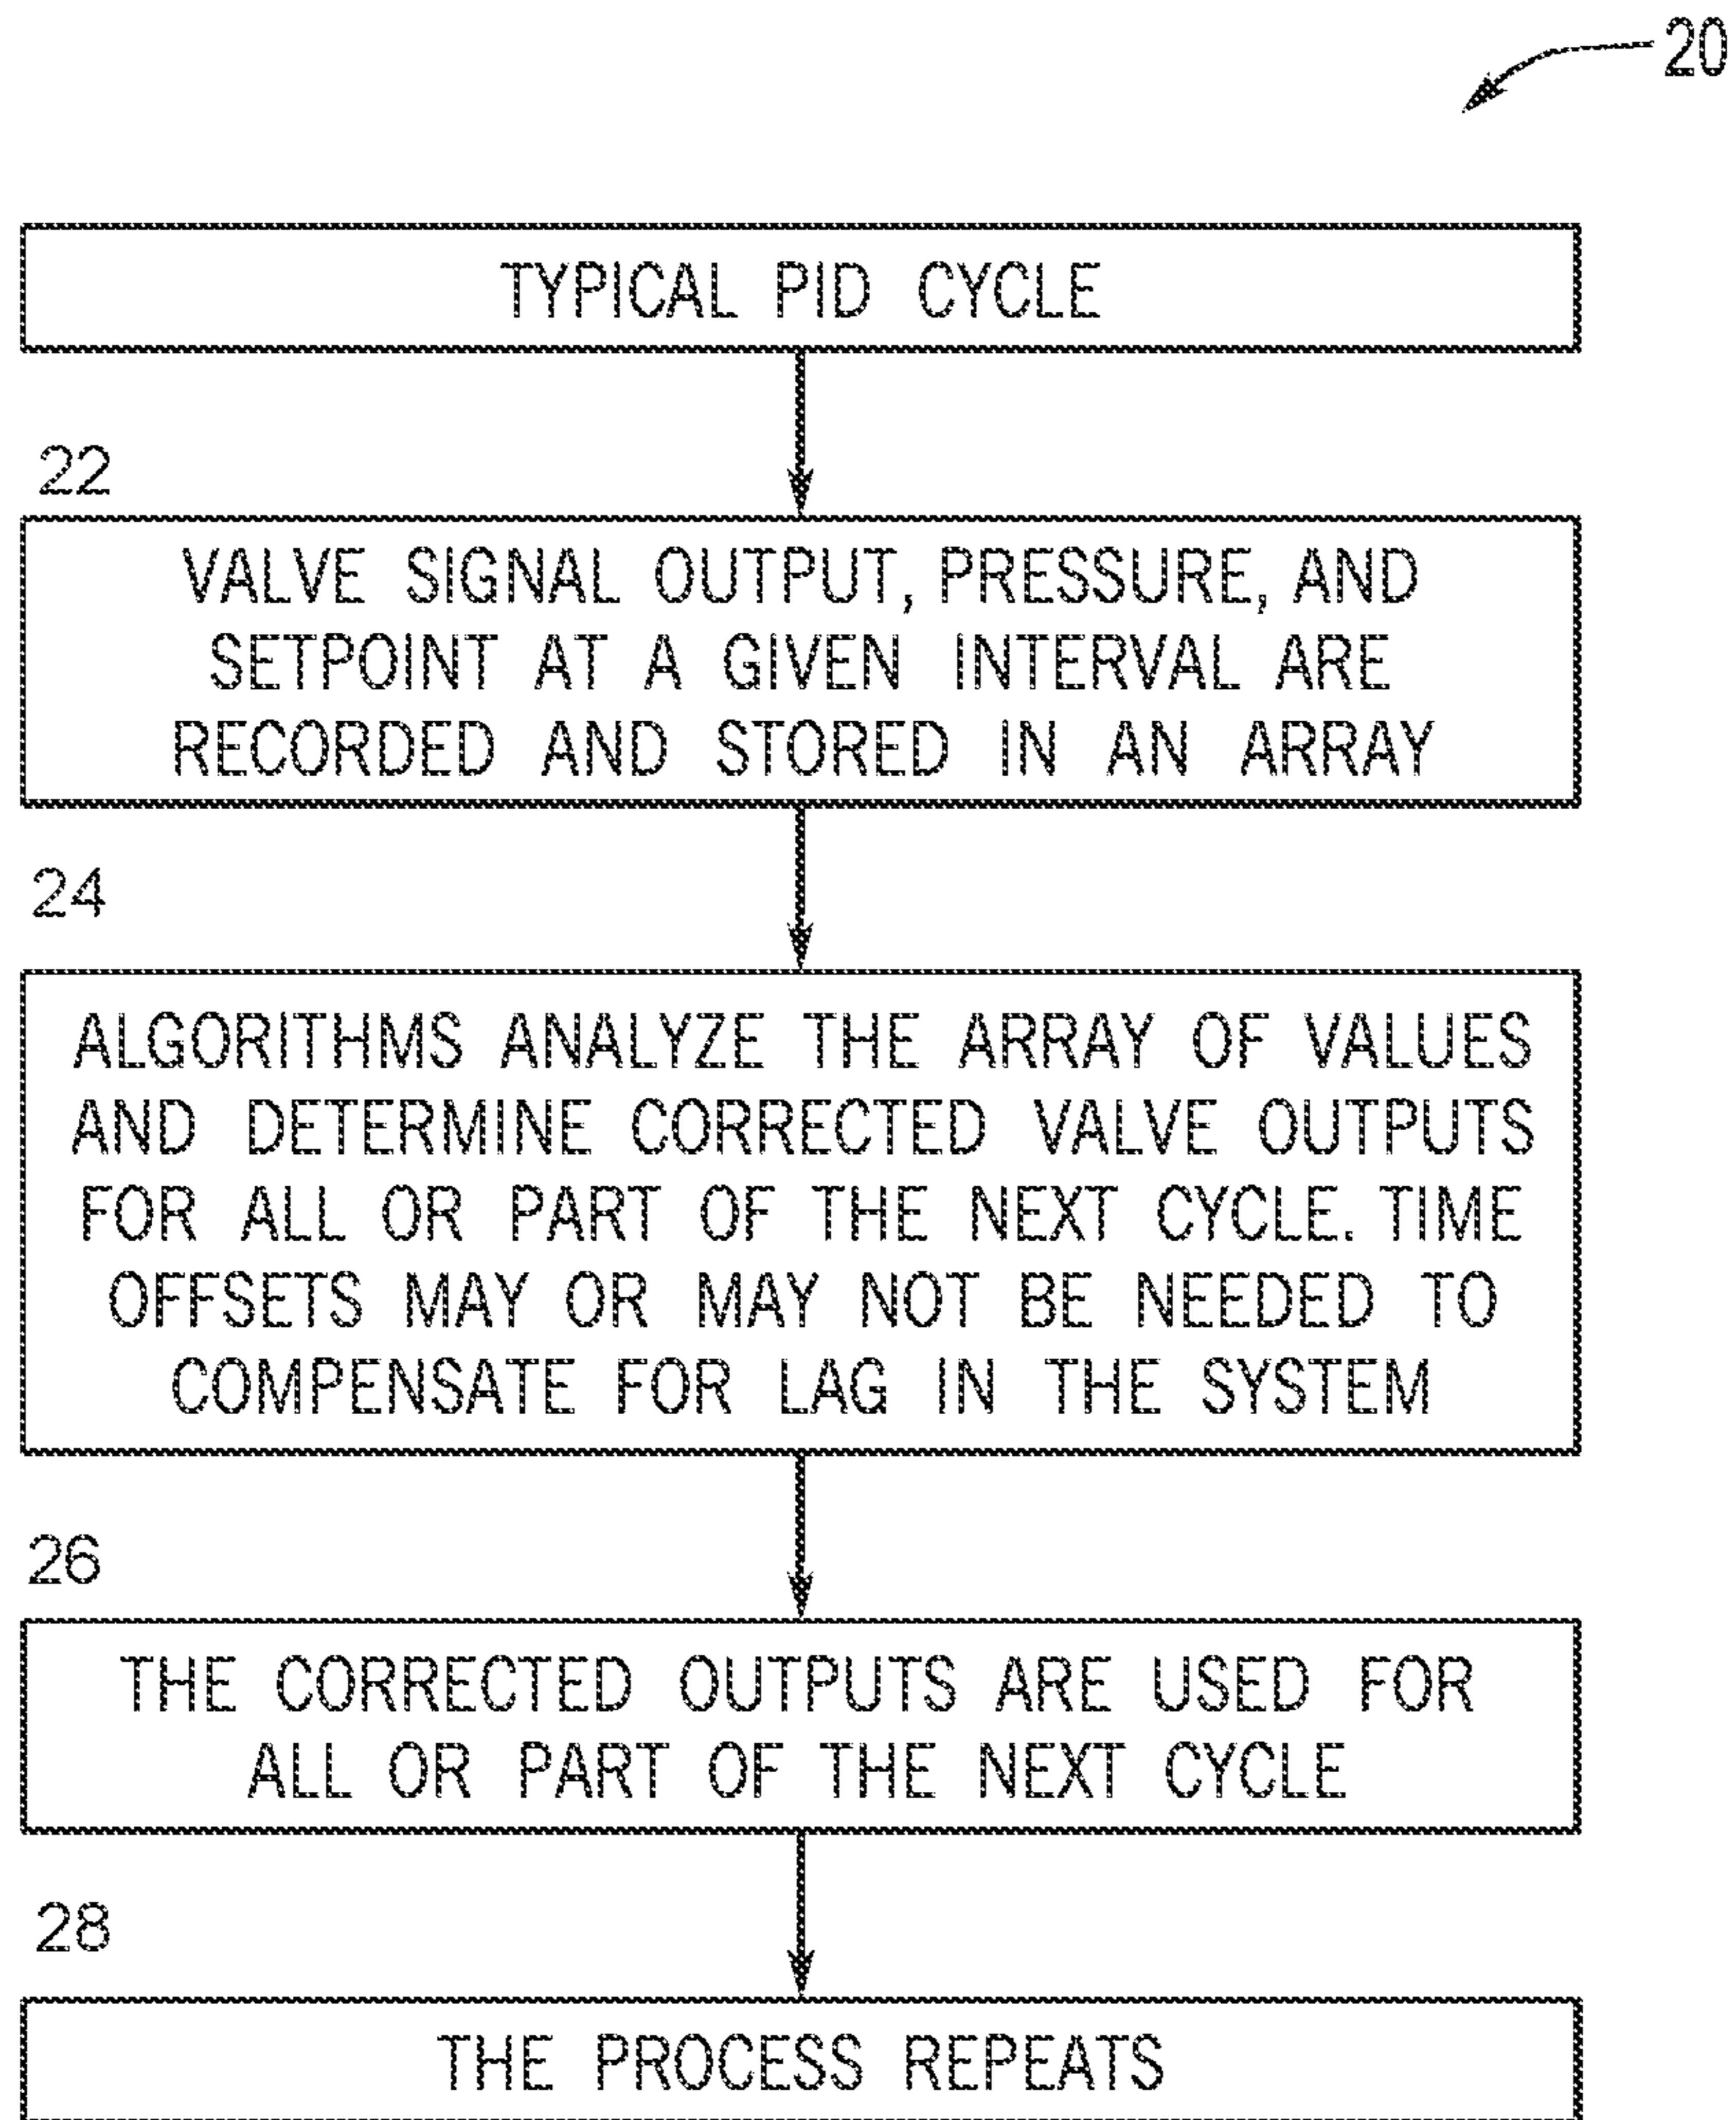 20
TYPICAL PID CYCLE
22
VALVE SIGNAL OUTPUT, PRESSURE, AND
SETPOINT AT A GIVEN INTERVAL ARE
RECORDED AND STORED IN AN ARRAY
24
ALGORITHMS ANALYZE THE ARRAY OF VALUES
AND DETERMINE CORRECTED VALVE OUTPUTS
FOR ALL OR PART OF THE NEXT CYCLE. TIME
OFFSETS MAY OR MAY NOT BE NEEDED TO
COMPENSATE FOR LAG IN THE SYSTEM
26
THE CORRECTED OUTPUTS ARE USED FOR
ALL OR PART OF THE NEXT CYCLE
28
THE PROCESS REPEATS